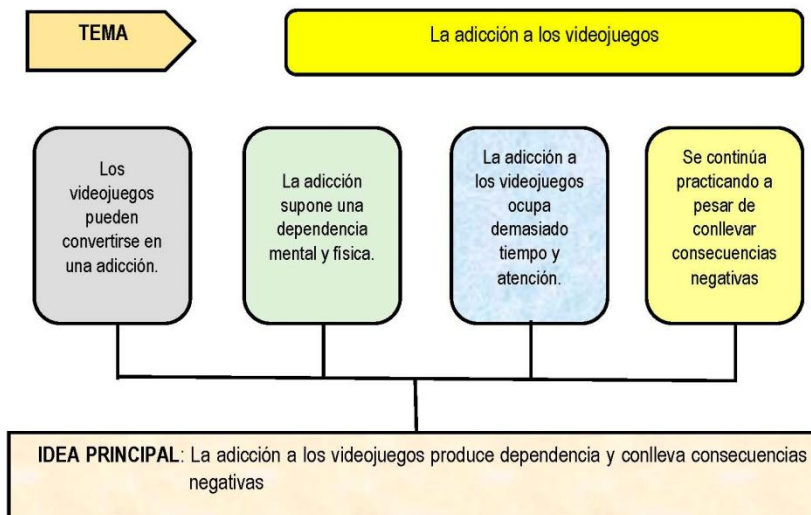 TEMA
La adicción a los videojuegos
Los
videojuegos
pueden
convertirse en
una adicción.
La adicción
supone una
dependencia
mental y física.
La adicción a
los videojuegos
ocupa
demasiado
tiempo y
atención.
Se continúa
practicando a
pesar de
conllevar
consecuencias
negativas
IDEA PRINCIPAL: La adicción a los videojuegos produce dependencia y conlleva consecuencias
negativas